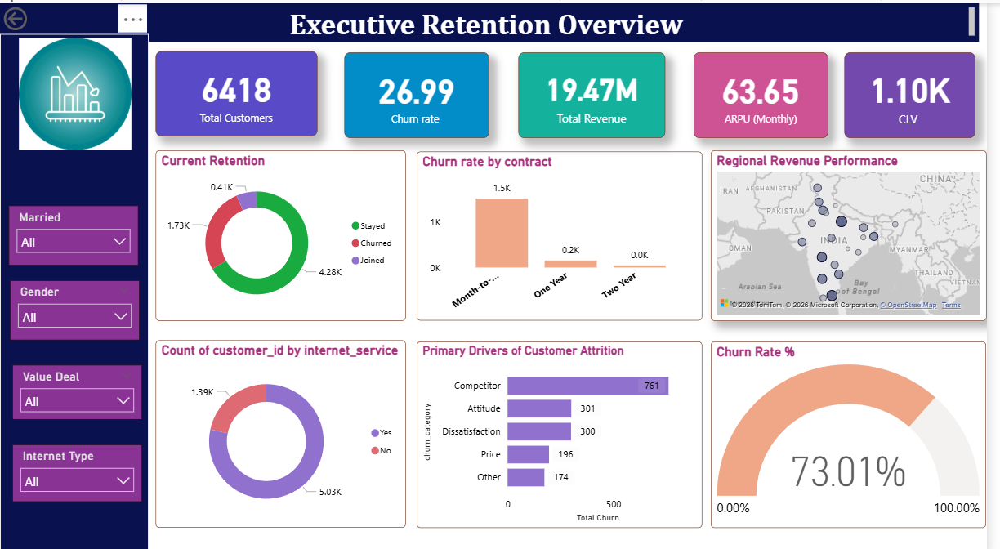 Executive Retention Overview
6418
Total Customers
26.99
Churn rate
19.47M
Total Revenue
63.65
ARPU (Monthly)
1.10K
CLV
Married
All
Gender
All
Value Deal
All
Internet Type
All
Current Retention
0.41K
1.73K
4.28K
Stayed
Churned
Joined
Churn rate by contract
1.5K
1K
0.2K
0.0K
0K
Month-to-...
One Year
Two Year
Regional Revenue Performance
CHINA
IRAN
AFGHANISTAN
PAKISTAN
INDIA
OMAN
MYANMAR
THAILAND
VIETNAM
Arabian Sea
Bay
of Bengal
© 2026 TomTom, © 2026 Microsoft Corporation, © OpenStreetMap Terms
Count of customer_id by internet_service
1.39K
5.03K
Yes
No
Primary Drivers of Customer Attrition
churn_category
Competitor 761
Attitude 301
Dissatisfaction 300
Price 196
Other 174
0 500
Total Churn
Churn Rate %
73.01%
0.00% 100.00%